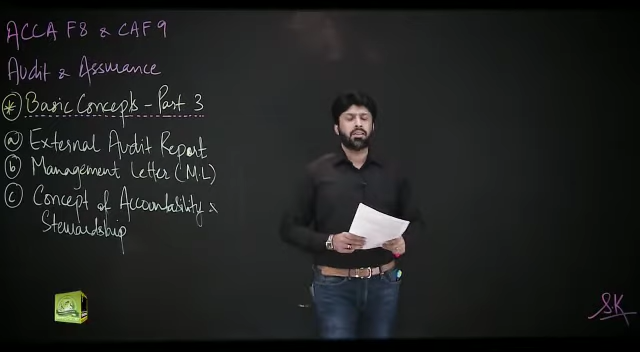 ACCA F8 & CAF 9
Audit & Assurance
* Basic Concepts - Part 3
a External Audit Report
b Management Letter (M.L)
c Concept of Accountability &
Stewardship
SK